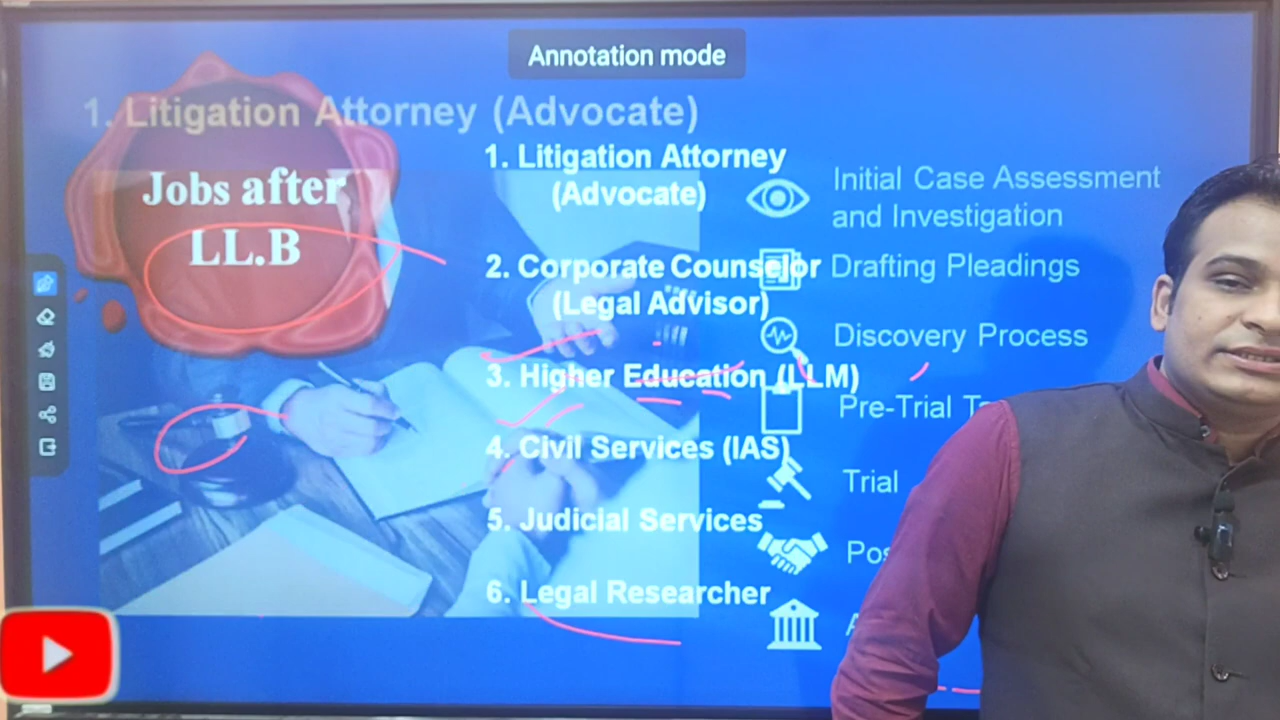 Annotation mode
1. Litigation Attorney (Advocate)
Jobs after
LL.B
1. Litigation Attorney
(Advocate)
2. Corporate Counselor
(Legal Advisor)
3. Higher Education (LLM)
4. Civil Services (IAS)
5. Judicial Services
6. Legal Researcher
Initial Case Assessment
and Investigation
Drafting Pleadings
Discovery Process
Pre-Trial
Trial